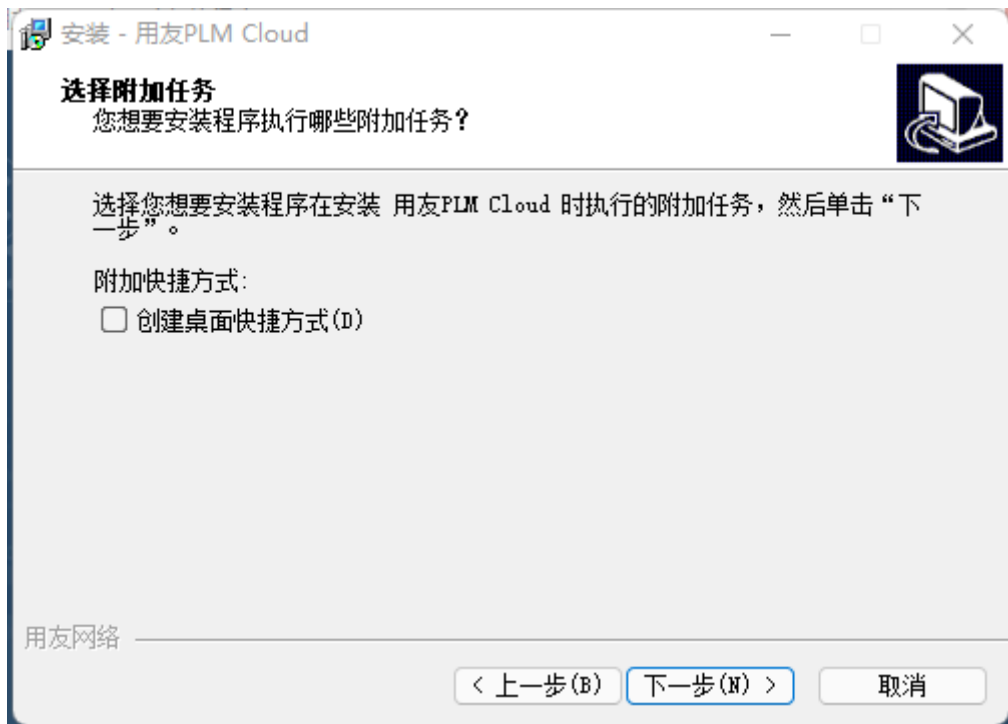 安装 - 用友PLM Cloud
选择附加任务
您想要安装程序执行哪些附加任务?
选择您想要安装程序在安装 用友PLM Cloud 时执行的附加任务，然后单击“下
一步”。
附加快捷方式:
创建桌面快捷方式(D)
用友网络
< 上一步(B) 下一步(N) > 取消